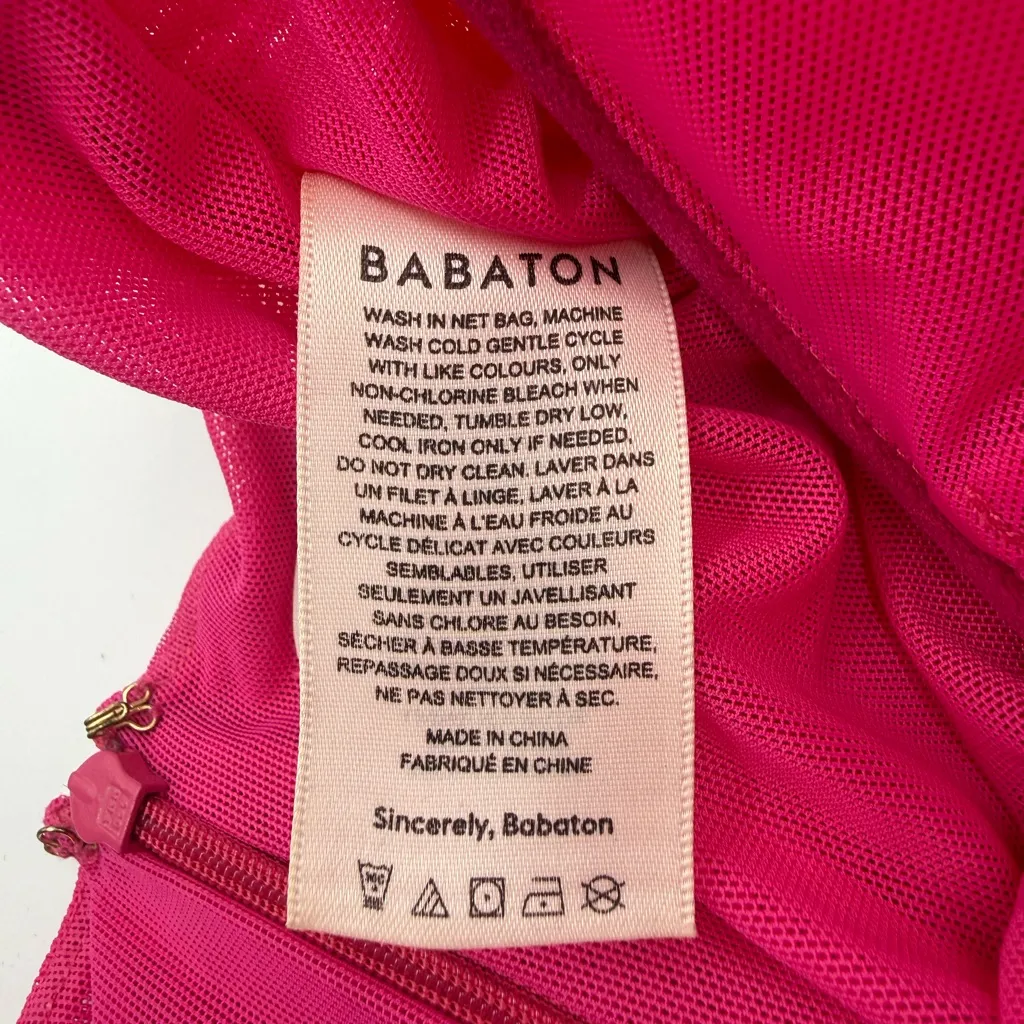 BABATON
WASH IN NET BAG, MACHINE
WASH COLD GENTLE CYCLE
WITH LIKE COLOURS, ONLY
NON-CHLORINE BLEACH WHEN
NEEDED, TUMBLE DRY LOW,
COOL IRON ONLY IF NEEDED,
DO NOT DRY CLEAN. LAVER DANS
UN FILET À LINGE, LAVER À LA
MACHINE À L'EAU FROIDE AU
CYCLE DÉLICAT AVEC COULEURS
SEMBLABLES, UTILISER
SEULEMENT UN JAVELLISANT
SANS CHLORE AU BESOIN,
SÉCHER À BASSE TEMPÉRATURE,
REPASSAGE DOUX SI NÉCESSAIRE,
NE PAS NETTOYER À SEC.
MADE IN CHINA
FABRIQUÉ EN CHINE
Sincerely, Babaton